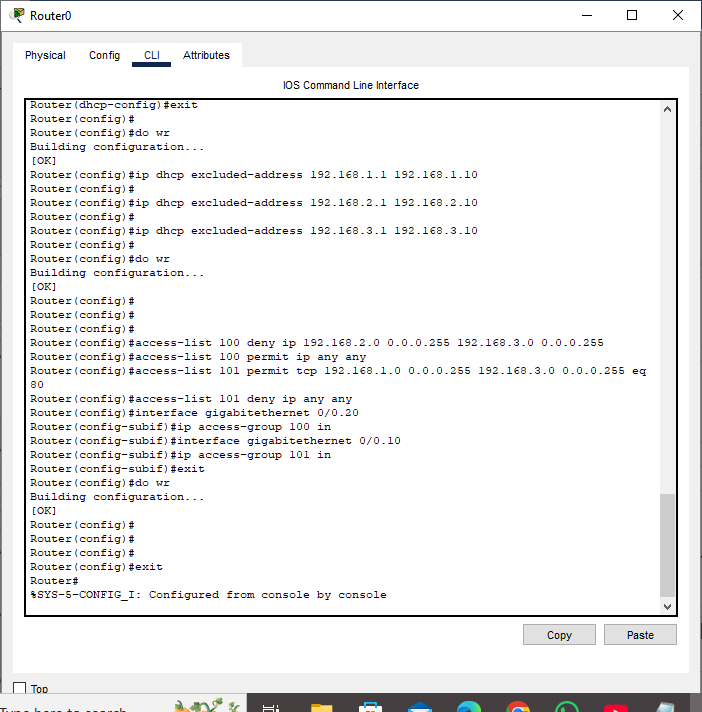 Router0
Physical Config CLI Attributes
IOS Command Line Interface
Router(dhcp-config)#exit
Router(config)#
Router(config)#do wr
Building configuration...
[OK]
Router(config)#ip dhcp excluded-address 192.168.1.1 192.168.1.10
Router(config)#
Router(config)#ip dhcp excluded-address 192.168.2.1 192.168.2.10
Router(config)#
Router(config)#ip dhcp excluded-address 192.168.3.1 192.168.3.10
Router(config)#
Router(config)#do wr
Building configuration...
[OK]
Router(config)#
Router(config)#
Router(config)#
Router(config)#access-list 100 deny ip 192.168.2.0 0.0.0.255 192.168.3.0 0.0.0.255
Router(config)#access-list 100 permit ip any any
Router(config)#access-list 101 permit tcp 192.168.1.0 0.0.0.255 192.168.3.0 0.0.0.255 eq
80
Router(config)#access-list 101 deny ip any any
Router(config)#interface gigabitethernet 0/0.20
Router(config-subif)#ip access-group 100 in
Router(config-subif)#interface gigabitethernet 0/0.10
Router(config-subif)#ip access-group 101 in
Router(config-subif)#exit
Router(config)#do wr
Building configuration...
[OK]
Router(config)#
Router(config)#
Router(config)#
Router(config)#exit
Router#
%SYS-5-CONFIG_I: Configured from console by console
Copy Paste
Top
Type here to search